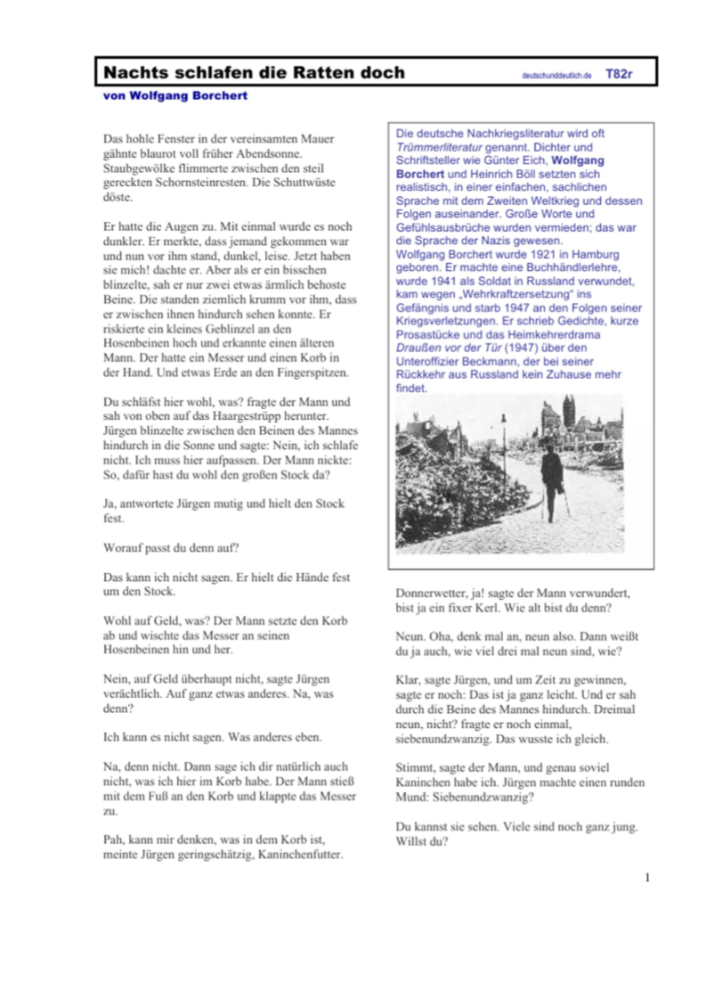 Nachts schlafen die Ratten doch deutschunddeutlich.de T82r
von Wolfgang Borchert
Das hohle Fenster in der vereinsamten Mauer
gähnte blaurot voll früher Abendsonne.
Staubgewölke flimmerte zwischen den steil
gereckten Schornsteinresten. Die Schuttwüste
döste.
Er hatte die Augen zu. Mit einmal wurde es noch
dunkler. Er merkte, dass jemand gekommen war
und nun vor ihm stand, dunkel, leise. Jetzt haben
sie mich! dachte er. Aber als er ein bisschen
blinzelte, sah er nur zwei etwas ärmlich behoste
Beine. Die standen ziemlich krumm vor ihm, dass
er zwischen ihnen hindurch sehen konnte. Er
riskierte ein kleines Geblinzel an den
Hosenbeinen hoch und erkannte einen älteren
Mann. Der hatte ein Messer und einen Korb in
der Hand. Und etwas Erde an den Fingerspitzen.
Du schläfst hier wohl, was? fragte der Mann und
sah von oben auf das Haargestrüpp herunter.
Jürgen blinzelte zwischen den Beinen des Mannes
hindurch in die Sonne und sagte: Nein, ich schlafe
nicht. Ich muss hier aufpassen. Der Mann nickte:
So, dafür hast du wohl den großen Stock da?
Ja, antwortete Jürgen mutig und hielt den Stock
fest.
Worauf passt du denn auf?
Das kann ich nicht sagen. Er hielt die Hände fest
um den Stock.
Wohl auf Geld, was? Der Mann setzte den Korb
ab und wischte das Messer an seinen
Hosenbeinen hin und her.
Nein, auf Geld überhaupt nicht, sagte Jürgen
verächtlich. Auf ganz etwas anderes. Na, was
denn?
Ich kann es nicht sagen. Was anderes eben.
Na, denn nicht. Dann sage ich dir natürlich auch
nicht, was ich hier im Korb habe. Der Mann stieß
mit dem Fuß an den Korb und klappte das Messer
zu.
Pah, kann mir denken, was in dem Korb ist,
meinte Jürgen geringschätzig, Kaninchenfutter.
Die deutsche Nachkriegsliteratur wird oft
Trümmerliteratur genannt. Dichter und
Schriftsteller wie Günter Eich, Wolfgang
Borchert und Heinrich Böll setzten sich
realistisch, in einer einfachen, sachlichen
Sprache mit dem Zweiten Weltkrieg und dessen
Folgen auseinander. Große Worte und
Gefühlsausbrüche wurden vermieden; das war
die Sprache der Nazis gewesen.
Wolfgang Borchert wurde 1921 in Hamburg
geboren. Er machte eine Buchhändlerlehre,
wurde 1941 als Soldat in Russland verwundet,
kam wegen „Wehrkraftzersetzung“ ins
Gefängnis und starb 1947 an den Folgen seiner
Kriegsverletzungen. Er schrieb Gedichte, kurze
Prosastücke und das Heimkehrerdrama
Draußen vor der Tür (1947) über den
Unteroffizier Beckmann, der bei seiner
Rückkehr aus Russland kein Zuhause mehr
findet.
Donnerwetter, ja! sagte der Mann verwundert,
bist ja ein fixer Kerl. Wie alt bist du denn?
Neun. Oha, denk mal an, neun also. Dann weißt
du ja auch, wie viel drei mal neun sind, wie?
Klar, sagte Jürgen, und um Zeit zu gewinnen,
sagte er noch: Das ist ja ganz leicht. Und er sah
durch die Beine des Mannes hindurch. Dreimal
neun, nicht? fragte er noch einmal,
siebenundzwanzig. Das wusste ich gleich.
Stimmt, sagte der Mann, und genau soviel
Kaninchen habe ich. Jürgen machte einen runden
Mund: Siebenundzwanzig?
Du kannst sie sehen. Viele sind noch ganz jung.
Willst du?
1